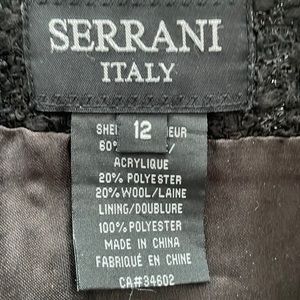 SERRANI
ITALY
12
ACRYLIQUE
20% POLYESTER
20% WOOL/LAINE
LINING/DOUBLURE
100% POLYESTER
MADE IN CHINA
FABRIQUÉ EN CHINE
CA#34602